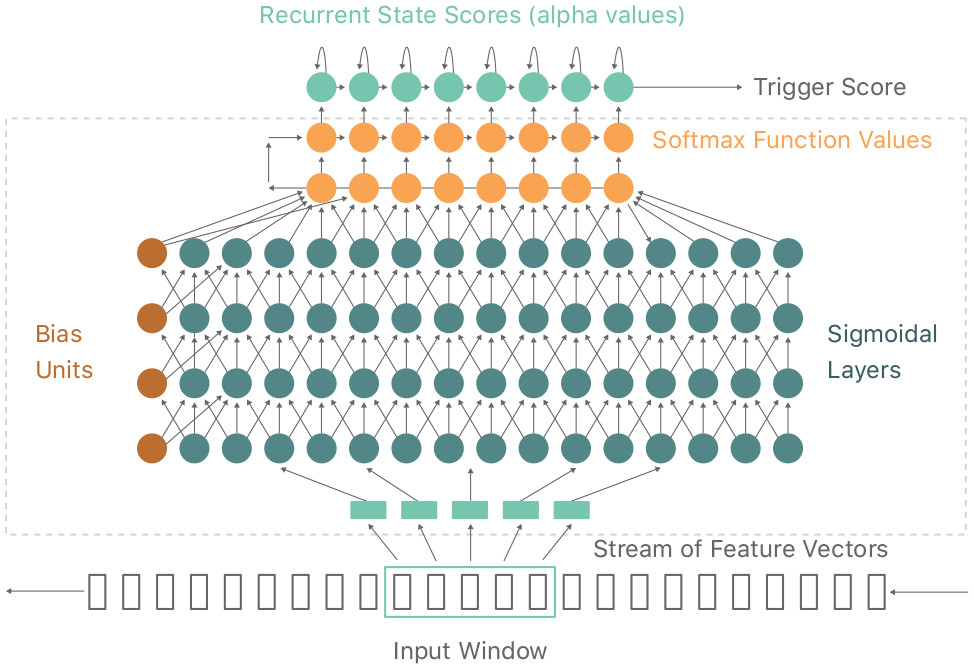 Recurrent State Scores (alpha values)
Trigger Score
Softmax Function Values
Bias
Units
Sigmoidal
Layers
Stream of Feature Vectors
Input Window